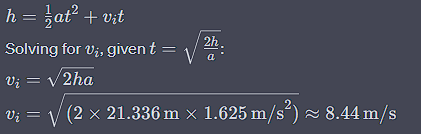 h = ½at² + vᵢt
Solving for vᵢ, given t = √(2h/a):
vᵢ = √2ha
vᵢ = √(2 × 21.336 m × 1.625 m/s²) ≈ 8.44 m/s